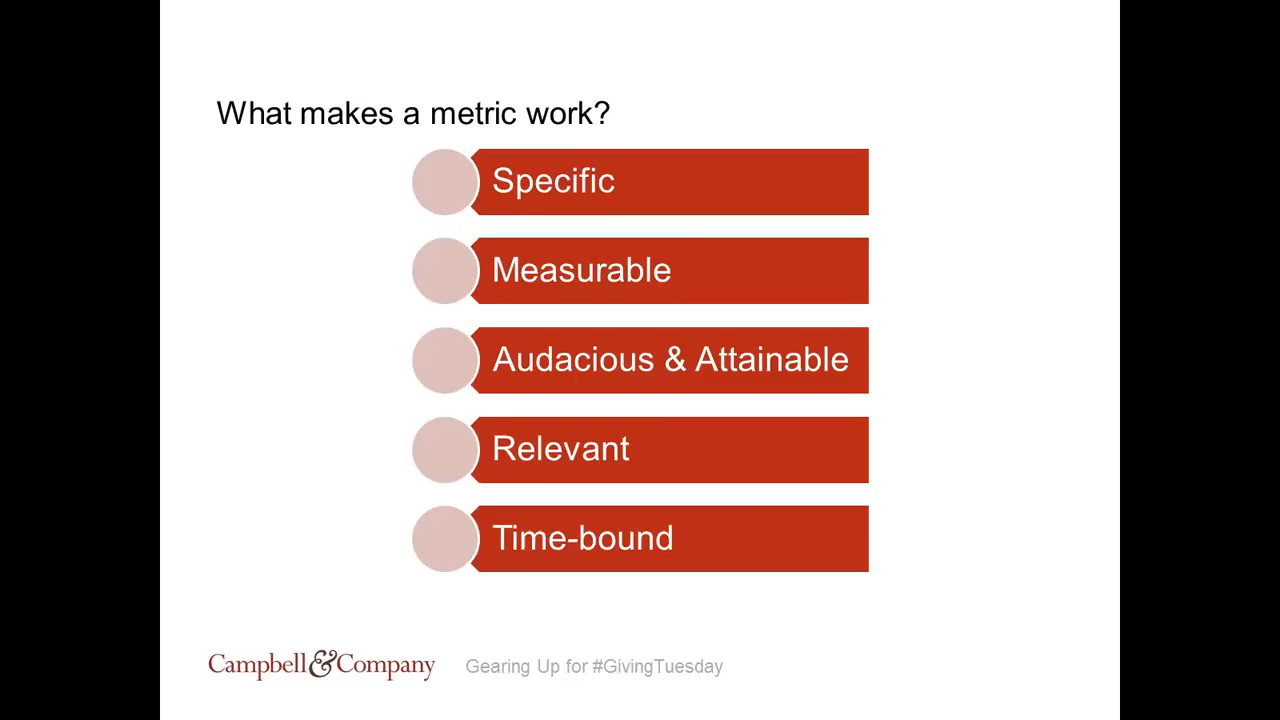 What makes a metric work?
Specific
Measurable
Audacious & Attainable
Relevant
Time-bound
Campbell&Company Gearing Up for #GivingTuesday